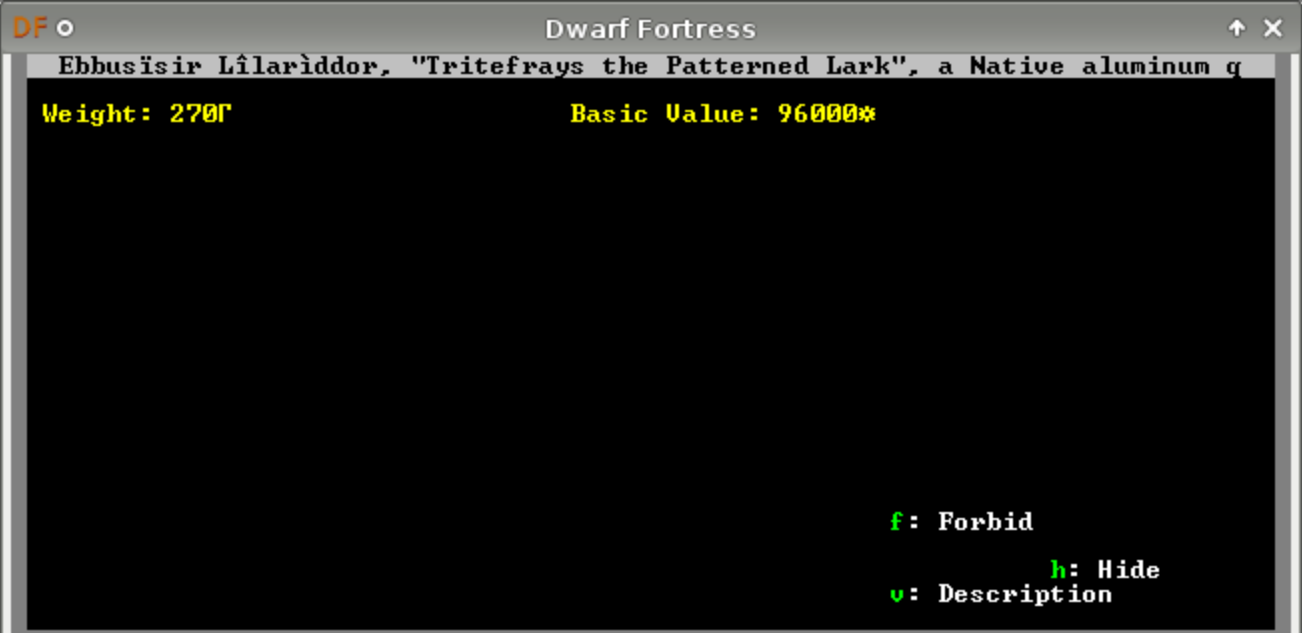 DF Dwarf Fortress
Ebbusïsir Lîlarìddor, "Tritefrays the Patterned Lark", a Native aluminum q
Weight: 270Γ Basic Value: 96000☼
f: Forbid
h: Hide
v: Description